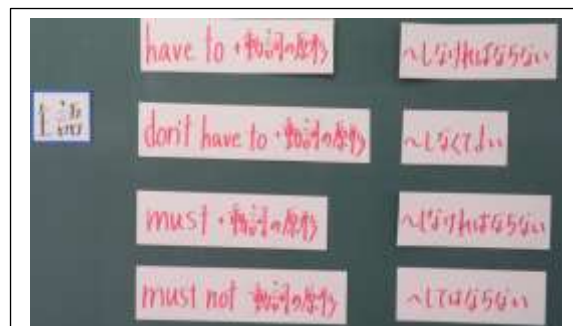 have to + 動詞の原形 ～しなければならない
don't have to + 動詞の原形 ～しなくてよい
must + 動詞の原形 ～しなければならない
must not 動詞の原形 ～してはならない